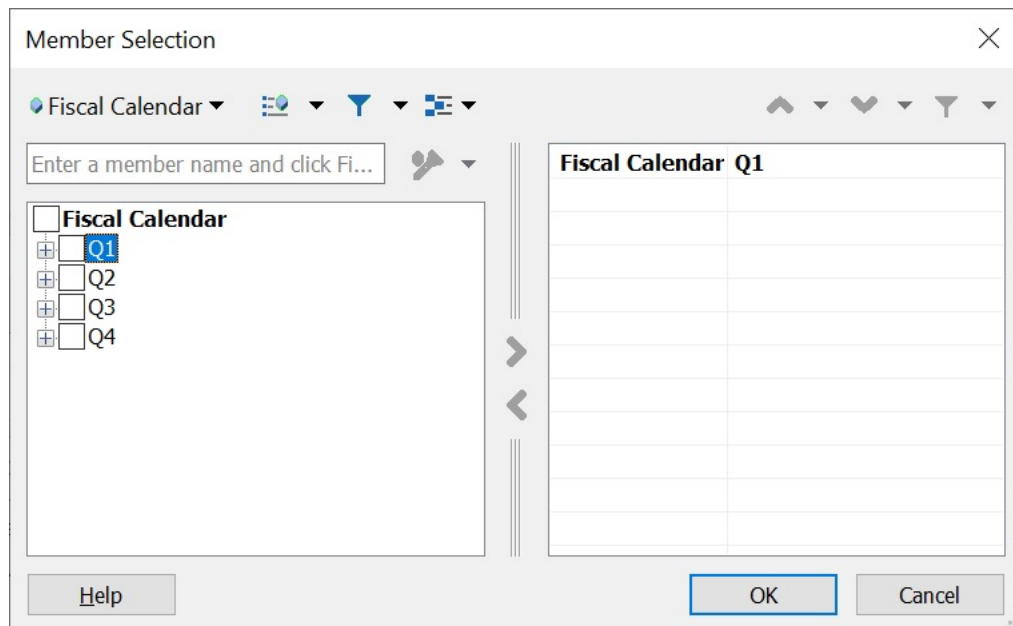 Member Selection
Fiscal Calendar
Enter a member name and click Fi...
Fiscal Calendar
Q1
Q2
Q3
Q4
Fiscal Calendar Q1
Help
OK
Cancel